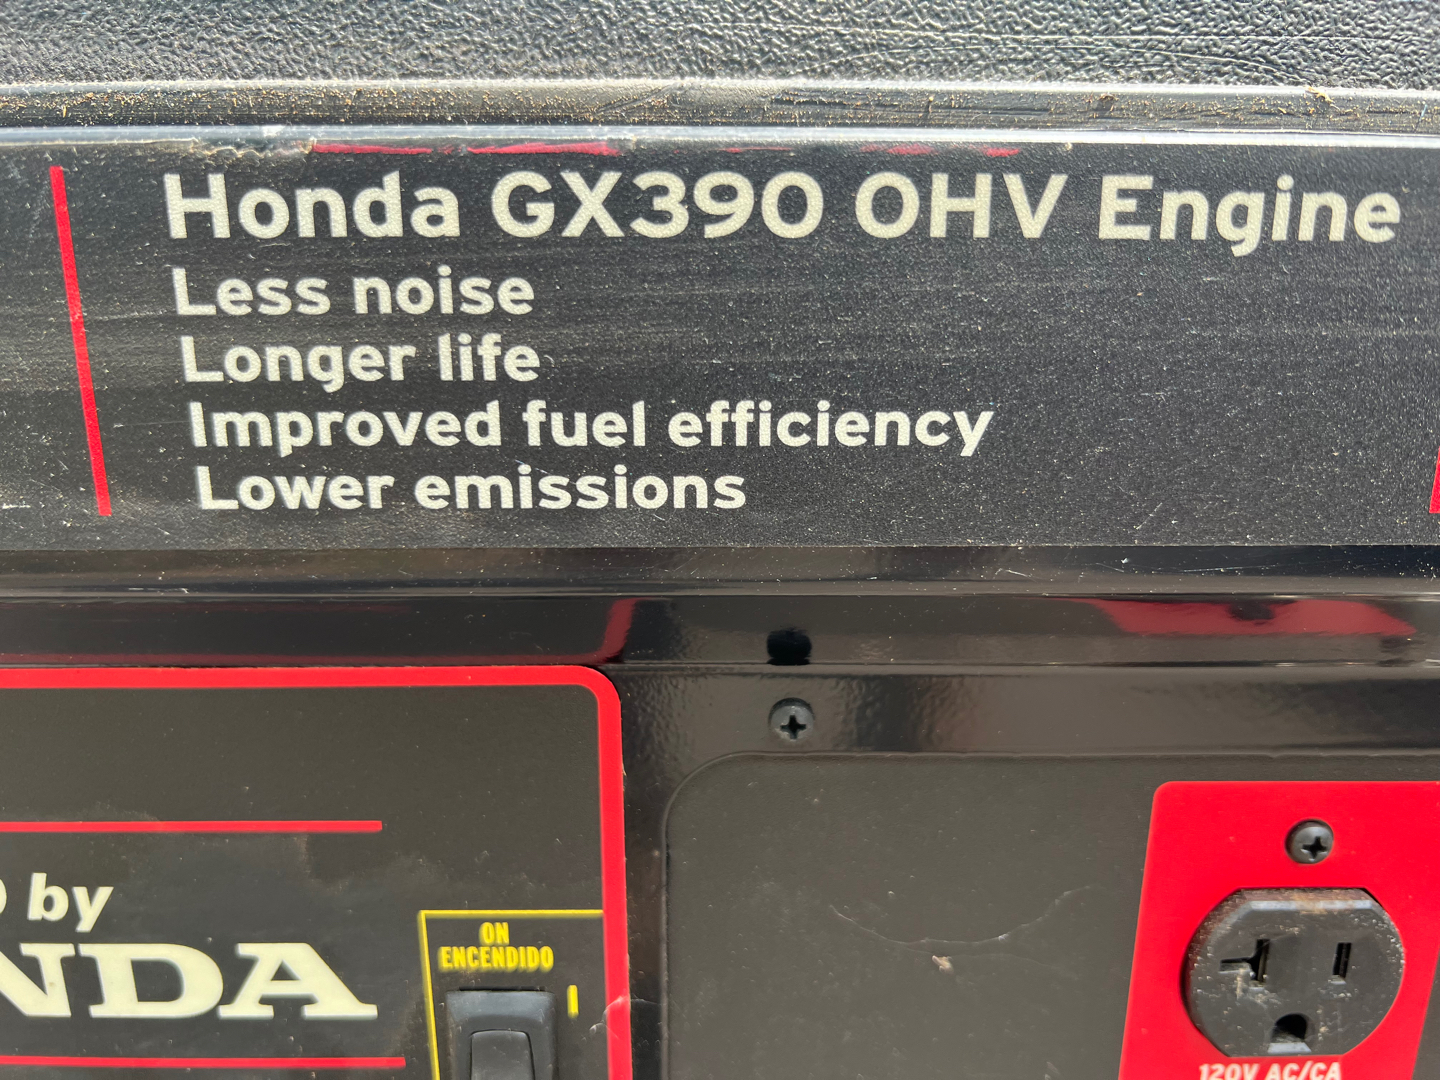 Honda GX390 OHV Engine
Less noise
Longer life
Improved fuel efficiency
Lower emissions
by
NDA
ON
ENCENDIDO
I
120V AC/CA